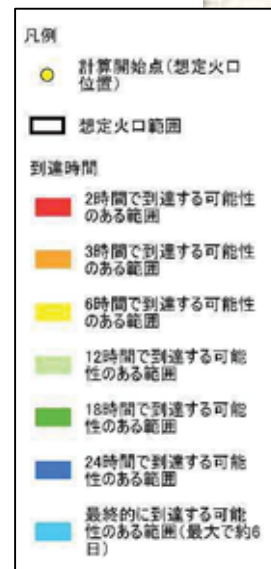 凡例
計算開始点(想定火口
位置)
想定火口範囲
到達時間
2時間で到達する可能性
のある範囲
3時間で到達する可能性
のある範囲
6時間で到達する可能性
のある範囲
12時間で到達する可能
性のある範囲
18時間で到達する可能
性のある範囲
24時間で到達する可能
性のある範囲
最終的に到達する可能
性のある範囲(最大で約6
日)